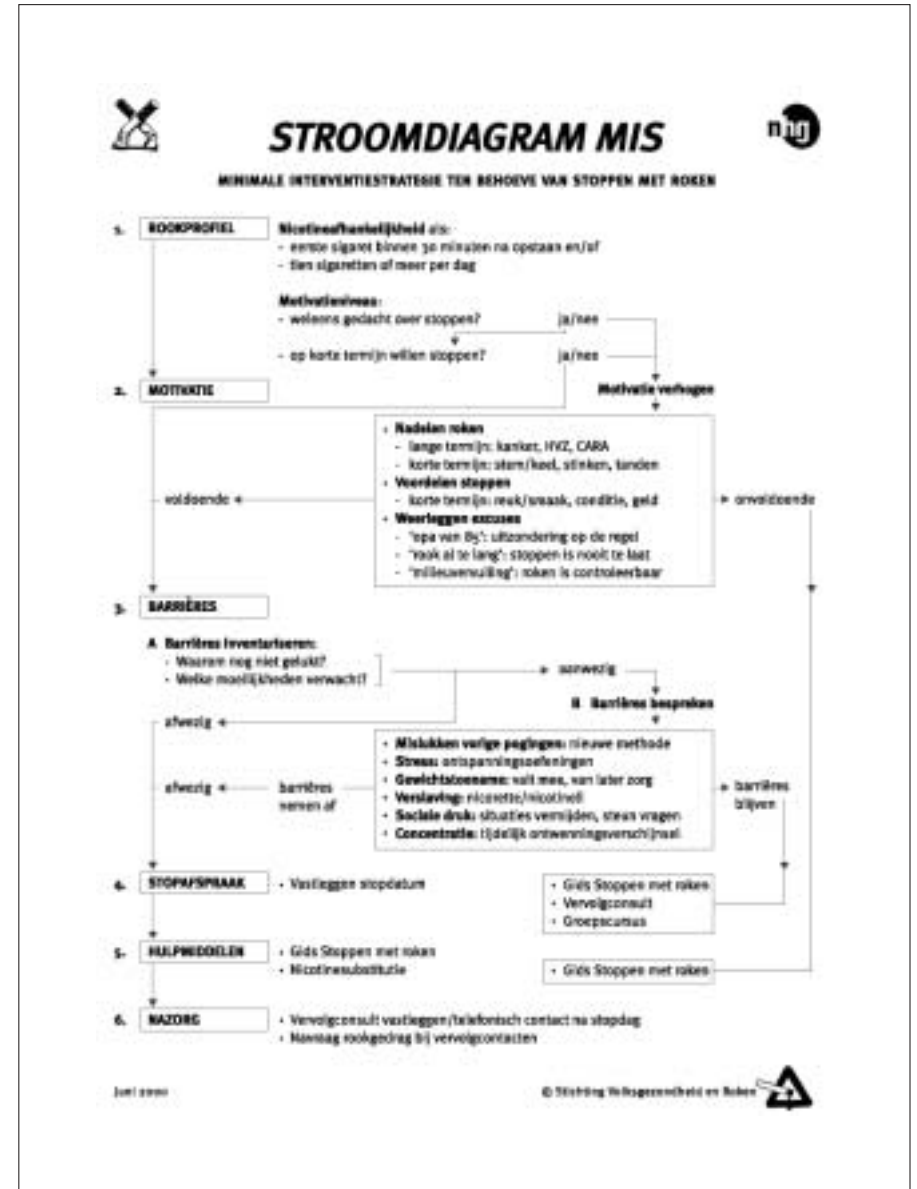 STROOMDIAGRAM MIS
nhg
MINIMALE INTERVENTIESTRATEGIE TEN BEHOEVE VAN STOPPEN MET ROKEN
1. ROOKPROFIEL
Nicotineafhankelijkheid als:
- eerste sigaret binnen 30 minuten na opstaan en/of
- tien sigaretten of meer per dag
Motivatieniveau:
- weleens gedacht over stoppen? ja/nee
- op korte termijn willen stoppen? ja/nee
2. MOTIVATIE
Motivatie verhogen
• Nadelen roken
- lange termijn: kanker, HVZ, CARA
- korte termijn: stem/keel, stinken, tanden
• Voordelen stoppen
- korte termijn: reuk/smaak, conditie, geld
• Weerleggen excuses
- "opa van 85": uitzondering op de regel
- "rook al te lang": stoppen is nooit te laat
- "milieuvervuiling": roken is controleerbaar
voldoende
onvoldoende
3. BARRIÈRES
A Barrières inventariseren:
- Waarom nog niet gelukt?
- Welke moeilijkheden verwacht?
aanwezig
B Barrières bespreken
afwezig
• Mislukken vorige pogingen: nieuwe methode
• Stress: ontspanningsoefeningen
• Gewichtstoename: valt mee, van later zorg
• Verslaving: nicorette/nicotinell
• Sociale druk: situaties vermijden, steun vragen
• Concentratie: tijdelijk ontwenningsverschijnsel
afwezig
barrières
nemen af
barrières
blijven
4. STOPAFSPRAAK
• Vastleggen stopdatum
• Gids Stoppen met roken
• Vervolgconsult
• Groepscursus
5. HULPMIDDELEN
• Gids Stoppen met roken
• Nicotinesubstitutie
• Gids Stoppen met roken
6. NAZORG
• Vervolgconsult vastleggen/telefonisch contact na stopdag
• Navraag rookgedrag bij vervolgcontacten
Juni 2000
© Stichting Volksgezondheid en Roken